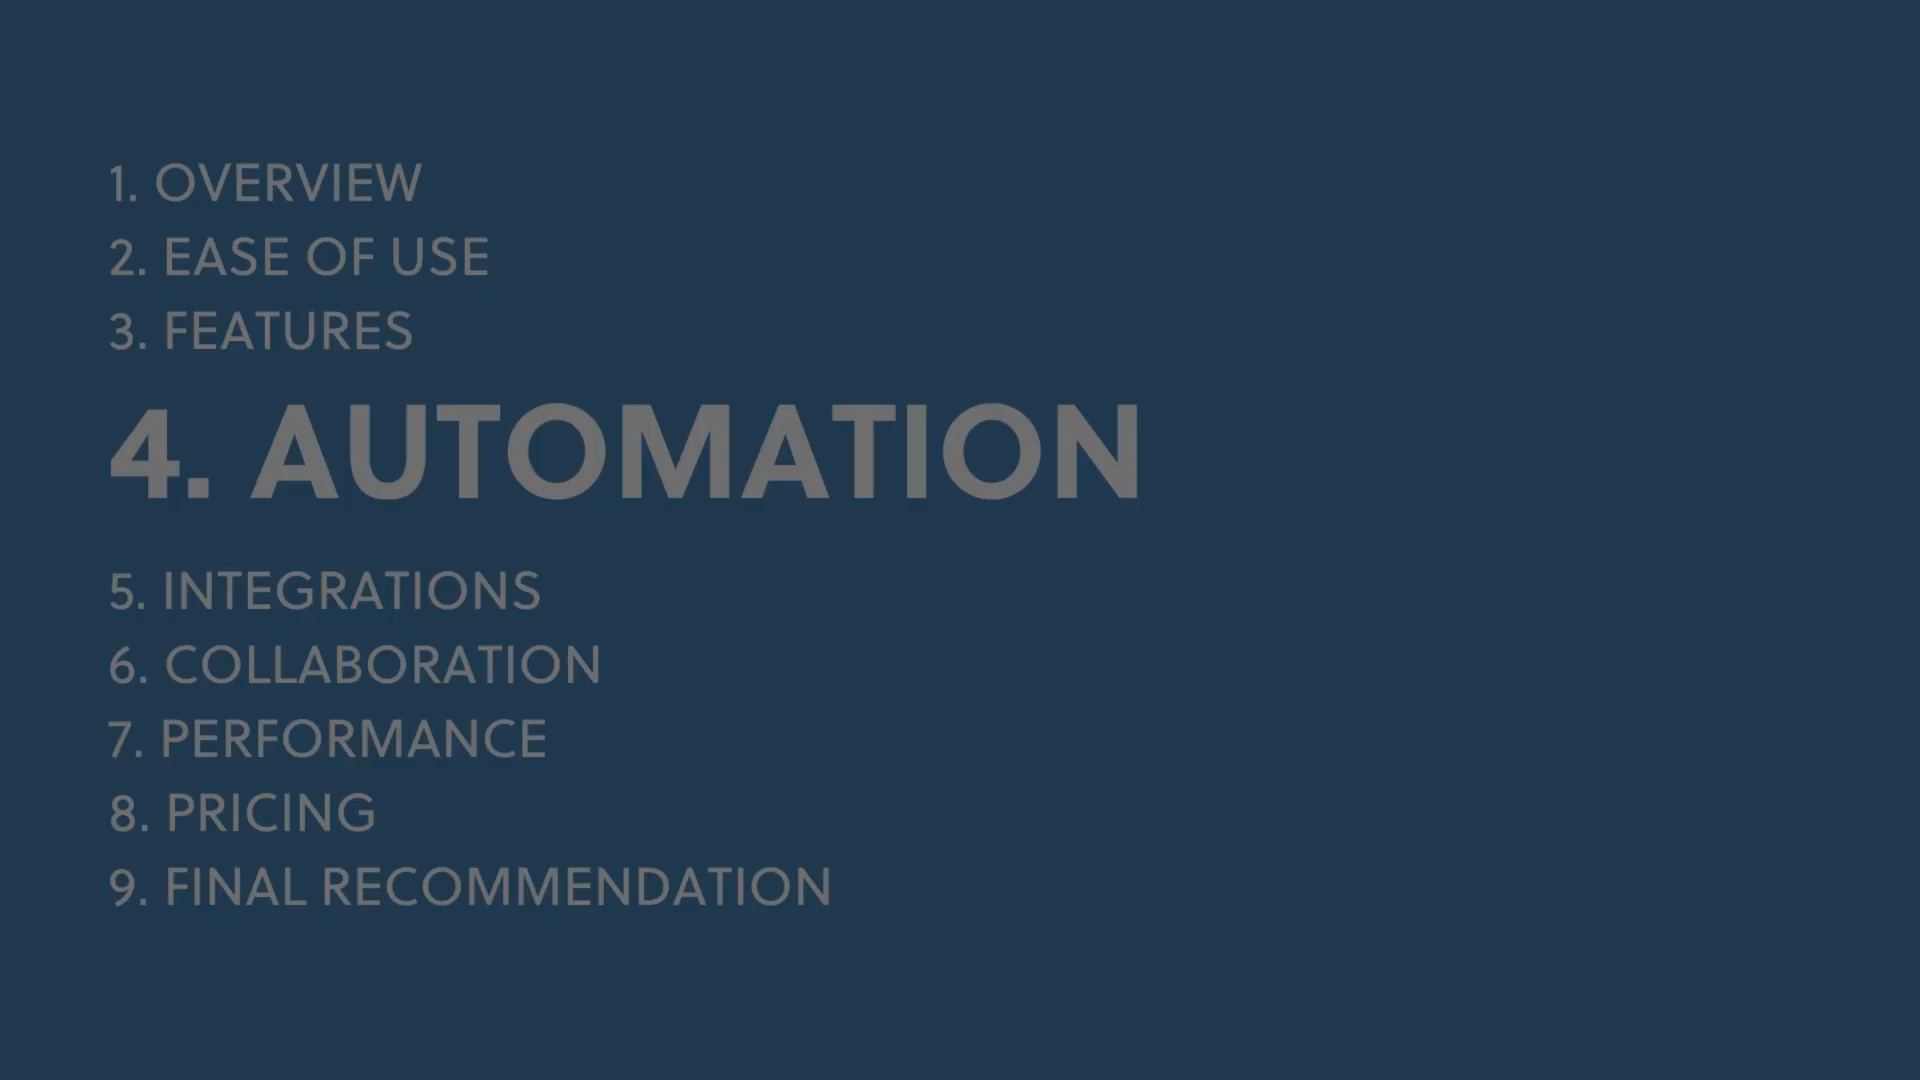 1. OVERVIEW
2. EASE OF USE
3. FEATURES
4. AUTOMATION
5. INTEGRATIONS
6. COLLABORATION
7. PERFORMANCE
8. PRICING
9. FINAL RECOMMENDATION